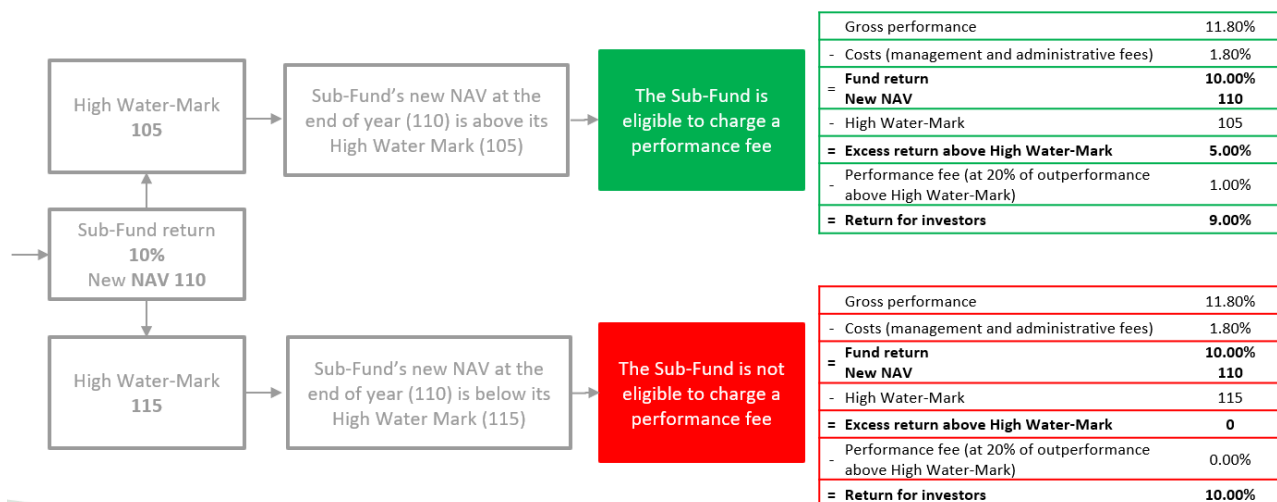 High Water-Mark
105
Sub-Fund's new NAV at the
end of year (110) is above its
High Water Mark (105)
The Sub-Fund is
eligible to charge a
performance fee
Gross performance 11.80%
- Costs (management and administrative fees) 1.80%
= Fund return 10.00%
New NAV 110
- High Water-Mark 105
= Excess return above High Water-Mark 5.00%
- Performance fee (at 20% of outperformance
above High Water-Mark) 1.00%
= Return for investors 9.00%
Sub-Fund return
10%
New NAV 110
High Water-Mark
115
Sub-Fund's new NAV at the
end of year (110) is below its
High Water Mark (115)
The Sub-Fund is not
eligible to charge a
performance fee
Gross performance 11.80%
- Costs (management and administrative fees) 1.80%
= Fund return 10.00%
New NAV 110
- High Water-Mark 115
= Excess return above High Water-Mark 0
- Performance fee (at 20% of outperformance
above High Water-Mark) 0.00%
= Return for investors 10.00%